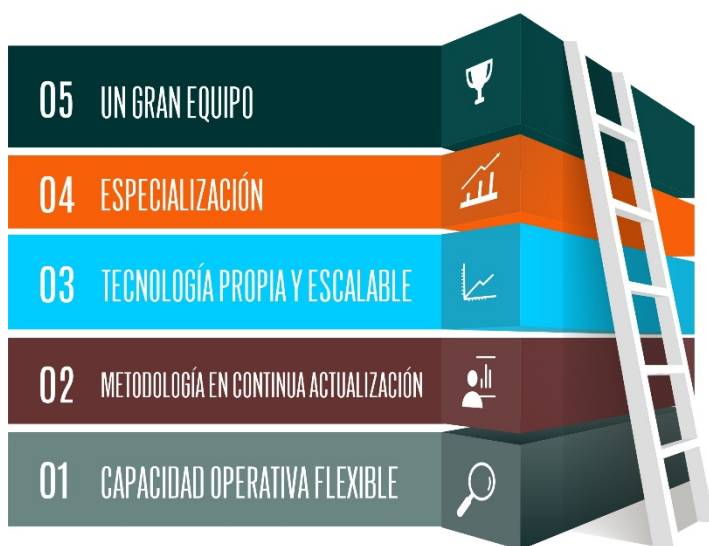 05 UN GRAN EQUIPO
04 ESPECIALIZACIÓN
03 TECNOLOGÍA PROPIA Y ESCALABLE
02 METODOLOGÍA EN CONTINUA ACTUALIZACIÓN
01 CAPACIDAD OPERATIVA FLEXIBLE